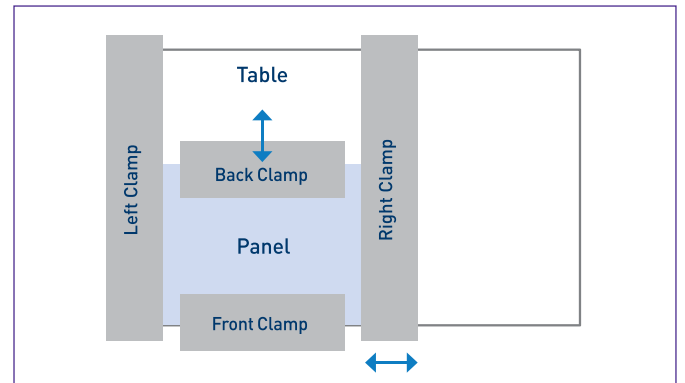 Table
Left Clamp
Back Clamp
Right Clamp
Panel
Front Clamp